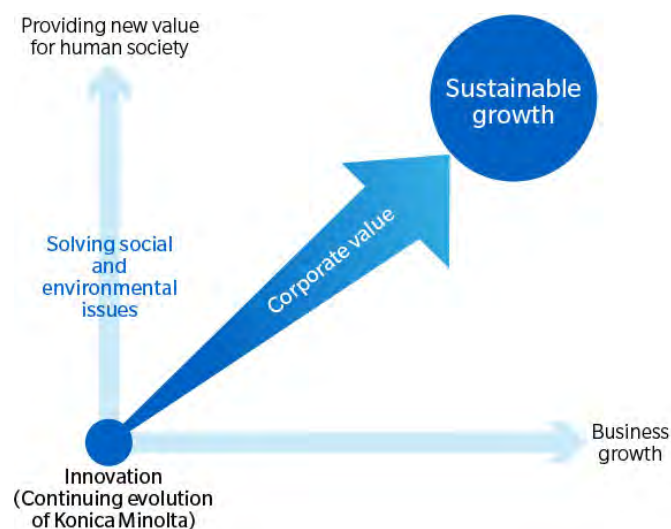 Providing new value
for human society
Sustainable
growth
Solving social
and
environmental
issues
Corporate value
Business
growth
Innovation
(Continuing evolution
of Konica Minolta)